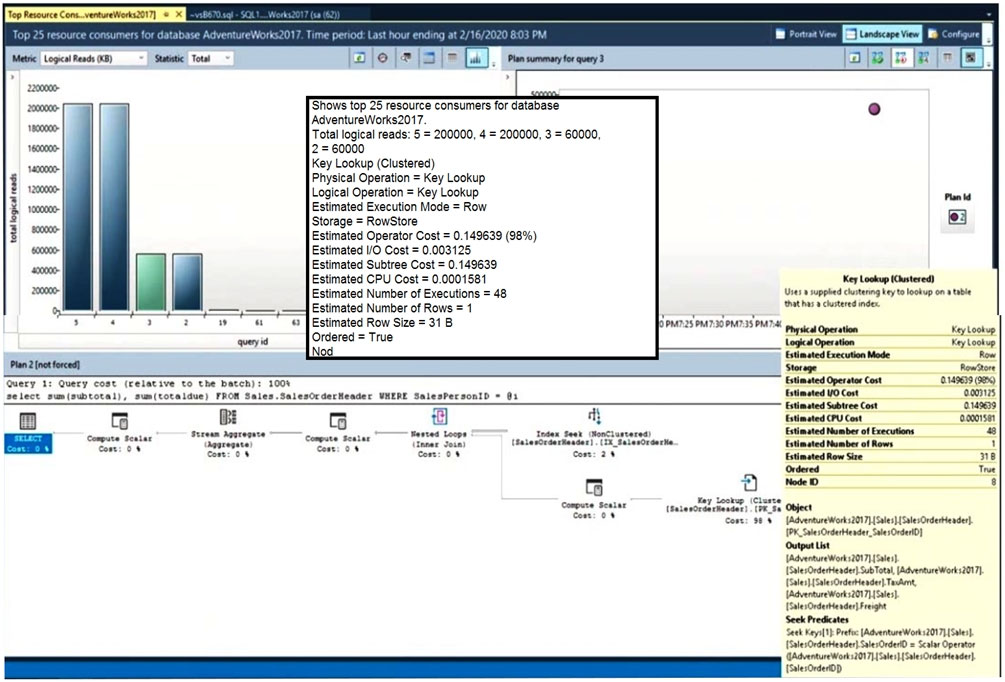 Top Resource Cons...ventureWorks2017]
~vsB670.sql - SQL1....Works2017 (sa (62))
Top 25 resource consumers for database AdventureWorks2017. Time period: Last hour ending at 2/16/2020 8:03 PM
Portrait View
Landscape View
Configure
Metric Logical Reads (KB) Statistic Total
Plan summary for query 3
2200000
2000000
1800000
1600000
1400000
1200000
1000000
800000
600000
400000
200000
0
total logical reads
5 4 3 2 19 61 63
query id
Shows top 25 resource consumers for database
AdventureWorks2017.
Total logical reads: 5 = 200000, 4 = 200000, 3 = 60000,
2 = 60000
Key Lookup (Clustered)
Physical Operation = Key Lookup
Logical Operation = Key Lookup
Estimated Execution Mode = Row
Storage = RowStore
Estimated Operator Cost = 0.149639 (98%)
Estimated I/O Cost = 0.003125
Estimated Subtree Cost = 0.149639
Estimated CPU Cost = 0.0001581
Estimated Number of Executions = 48
Estimated Number of Rows = 1
Estimated Row Size = 31 B
Ordered = True
Nod
Plan Id
2
PM7:25 PM7:30 PM7:35 PM7:40
Plan 2 [not forced]
Query 1: Query cost (relative to the batch): 100%
select sum(subtotal), sum(totaldue) FROM Sales.SalesOrderHeader WHERE SalesPersonID = @i
SELECT
Cost: 0 %
Compute Scalar
Cost: 0 %
Stream Aggregate
(Aggregate)
Cost: 0 %
Compute Scalar
Cost: 0 %
Nested Loops
(Inner Join)
Cost: 0 %
Index Seek (NonClustered)
[SalesOrderHeader].[IX_SalesOrderHe...
Cost: 2 %
Compute Scalar
Cost: 0 %
Key Lookup (Cluste
[SalesOrderHeader].[PK_Sa
Cost: 98 %
Key Lookup (Clustered)
Uses a supplied clustering key to lookup on a table
that has a clustered index.
Physical Operation Key Lookup
Logical Operation Key Lookup
Estimated Execution Mode Row
Storage RowStore
Estimated Operator Cost 0.149639 (98%)
Estimated I/O Cost 0.003125
Estimated Subtree Cost 0.149639
Estimated CPU Cost 0.0001581
Estimated Number of Executions 48
Estimated Number of Rows 1
Estimated Row Size 31 B
Ordered True
Node ID 8
Object
[AdventureWorks2017].[Sales].[SalesOrderHeader].
[PK_SalesOrderHeader_SalesOrderID]
Output List
[AdventureWorks2017].[Sales].
[SalesOrderHeader].SubTotal, [AdventureWorks2017].
[Sales].[SalesOrderHeader].TaxAmt,
[AdventureWorks2017].[Sales].
[SalesOrderHeader].Freight
Seek Predicates
Seek Keys[1]: Prefix: [AdventureWorks2017].[Sales].
[SalesOrderHeader].SalesOrderID = Scalar Operator
([AdventureWorks2017].[Sales].[SalesOrderHeader].
[SalesOrderID])